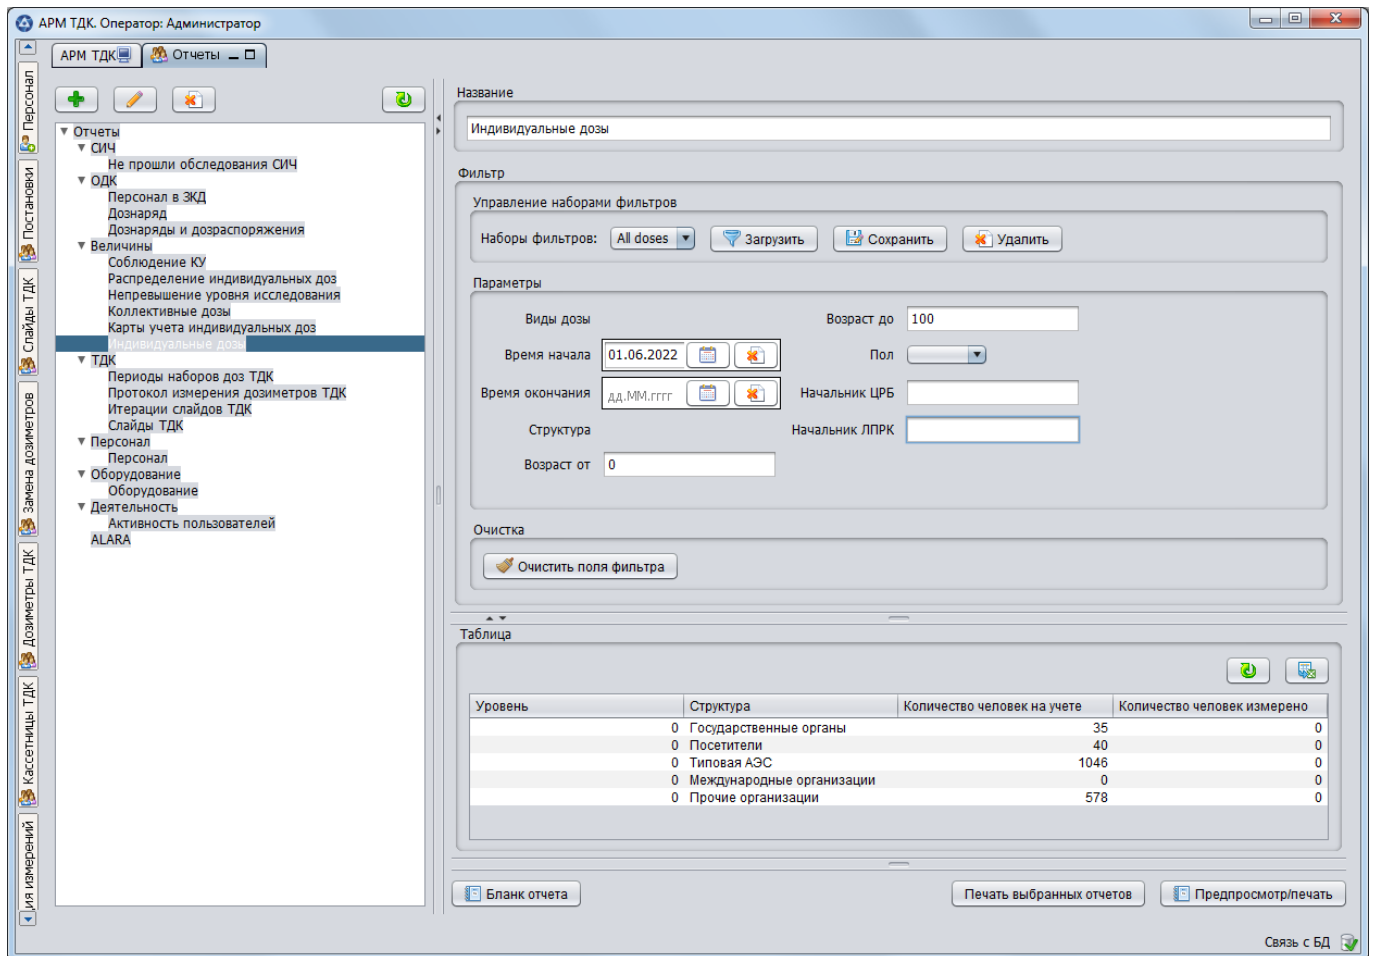 АРМ ТДК. Оператор: Администратор
АРМ ТДК
Отчеты
Персонал
Постановки
Слайды ТДК
Замена дозиметров
Дозиметры ТДК
Кассетницы ТДК
ия измерений
Отчеты
СИЧ
Не прошли обследования СИЧ
ОДК
Персонал в ЗКД
Дознаряд
Дознаряды и дозраспоряжения
Величины
Соблюдение КУ
Распределение индивидуальных доз
Непревышение уровня исследования
Коллективные дозы
Карты учета индивидуальных доз
Индивидуальные дозы
ТДК
Периоды наборов доз ТДК
Протокол измерения дозиметров ТДК
Итерации слайдов ТДК
Слайды ТДК
Персонал
Персонал
Оборудование
Оборудование
Деятельность
Активность пользователей
ALARA
Название
Индивидуальные дозы
Фильтр
Управление наборами фильтров
Наборы фильтров: All doses Загрузить Сохранить Удалить
Параметры
Виды дозы Возраст до 100
Время начала 01.06.2022 Пол
Время окончания дд.ММ.гггг Начальник ЦРБ
Структура Начальник ЛПРК
Возраст от 0
Очистка
Очистить поля фильтра
Таблица
Уровень Структура Количество человек на учете Количество человек измерено
0 Государственные органы 35 0
0 Посетители 40 0
0 Типовая АЭС 1046 0
0 Международные организации 0 0
0 Прочие организации 578 0
Бланк отчета Печать выбранных отчетов Предпросмотр/печать
Связь с БД